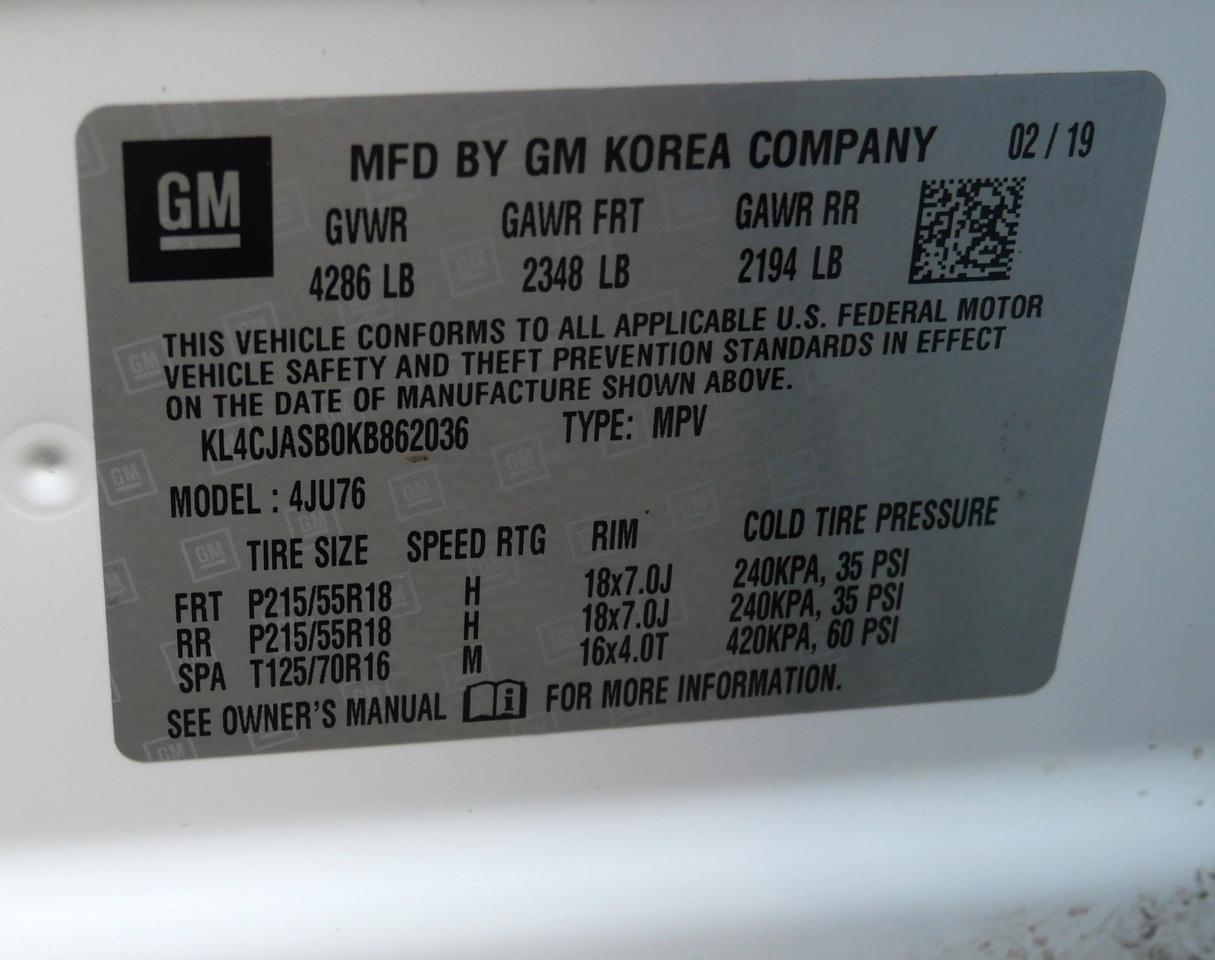 GM
MFD BY GM KOREA COMPANY 02 / 19
GVWR GAWR FRT GAWR RR
4286 LB 2348 LB 2194 LB
THIS VEHICLE CONFORMS TO ALL APPLICABLE U.S. FEDERAL MOTOR
VEHICLE SAFETY AND THEFT PREVENTION STANDARDS IN EFFECT
ON THE DATE OF MANUFACTURE SHOWN ABOVE.
KL4CJASB0KB862036 TYPE: MPV
MODEL : 4JU76
TIRE SIZE SPEED RTG RIM COLD TIRE PRESSURE
FRT P215/55R18 H 18x7.0J 240KPA, 35 PSI
RR P215/55R18 H 18x7.0J 240KPA, 35 PSI
SPA T125/70R16 M 16x4.0T 420KPA, 60 PSI
SEE OWNER'S MANUAL i FOR MORE INFORMATION.